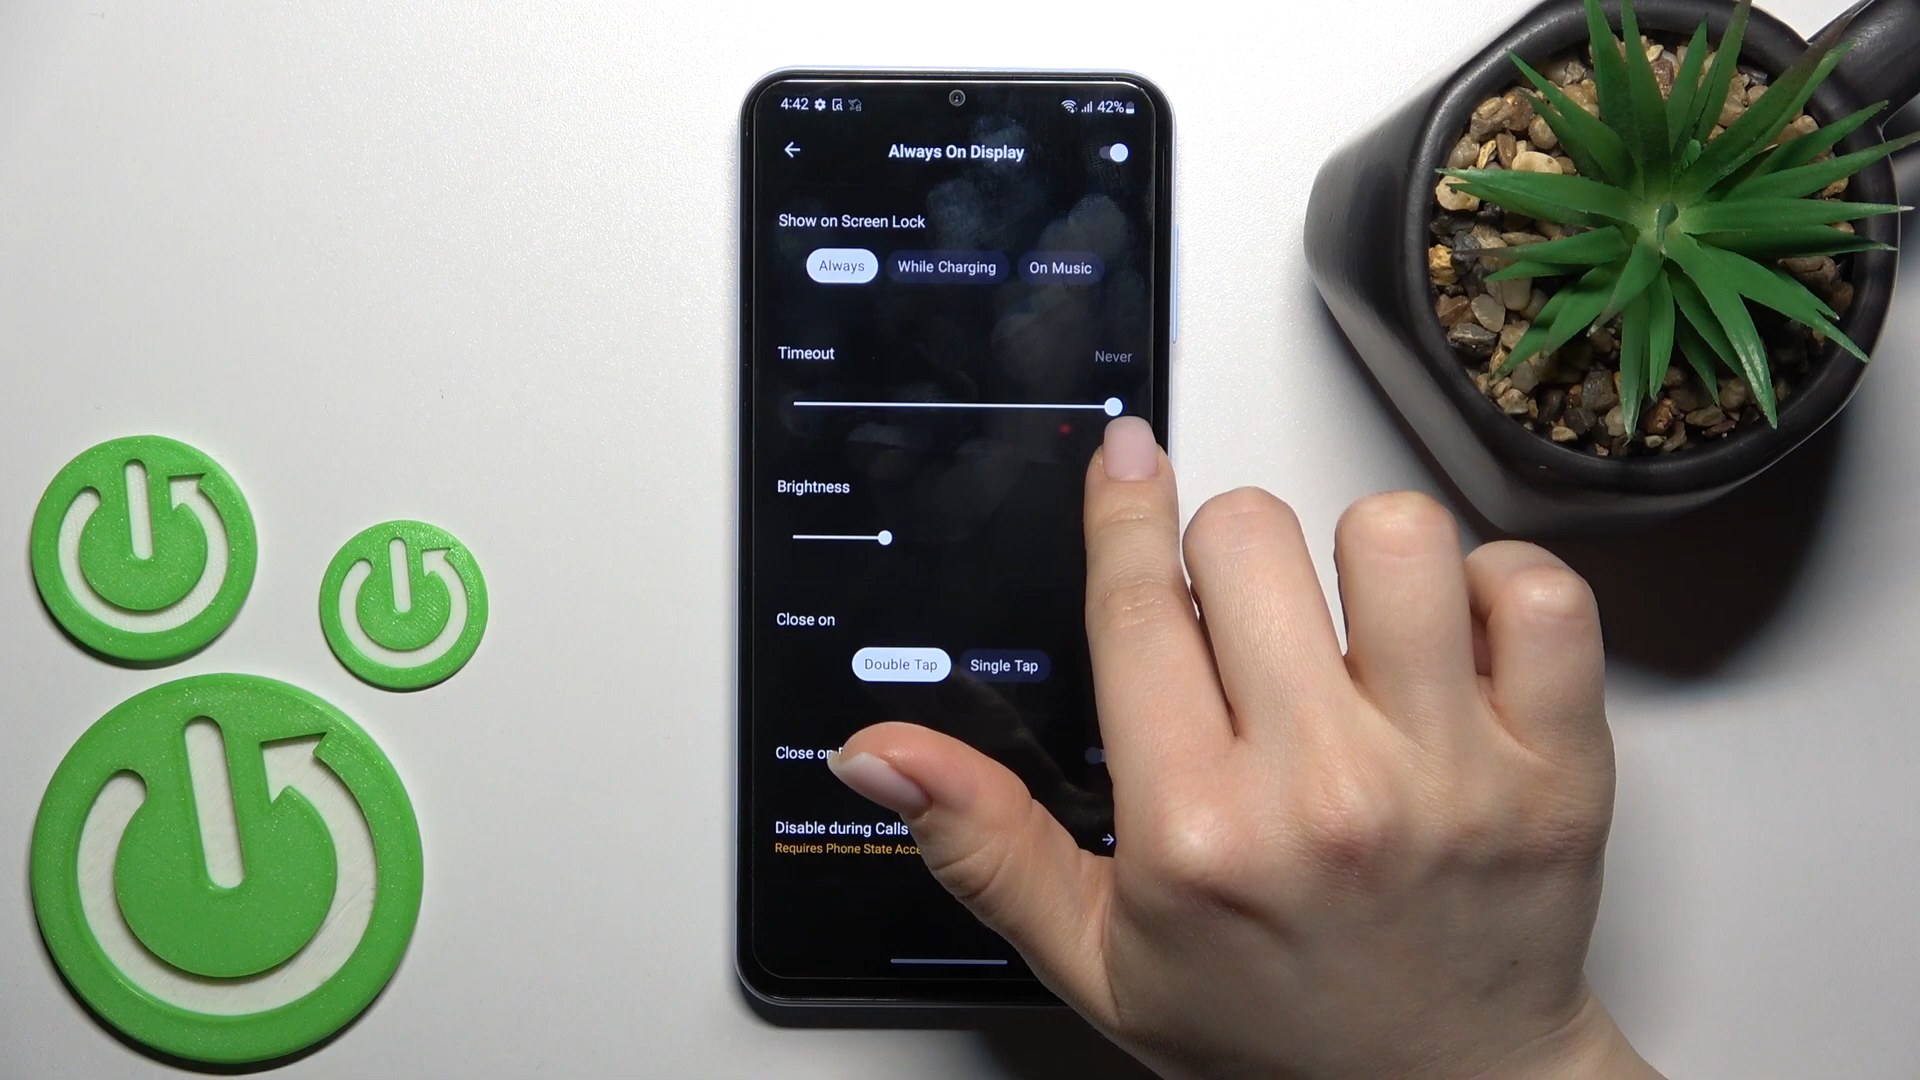 4:42
42%
Always On Display
Show on Screen Lock
Always
While Charging
On Music
Timeout
Never
Brightness
Close on
Double Tap
Single Tap
Close on
Disable during Calls
Requires Phone State